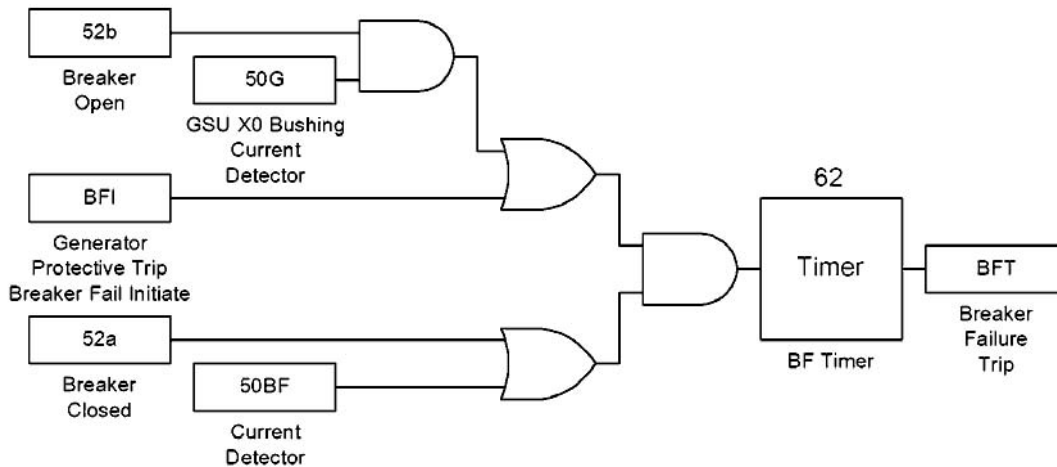 52b
Breaker
Open
50G
GSU X0 Bushing
Current
Detector
BFI
Generator
Protective Trip
Breaker Fail Initiate
52a
Breaker
Closed
50BF
Current
Detector
62
Timer
BF Timer
BFT
Breaker
Failure
Trip